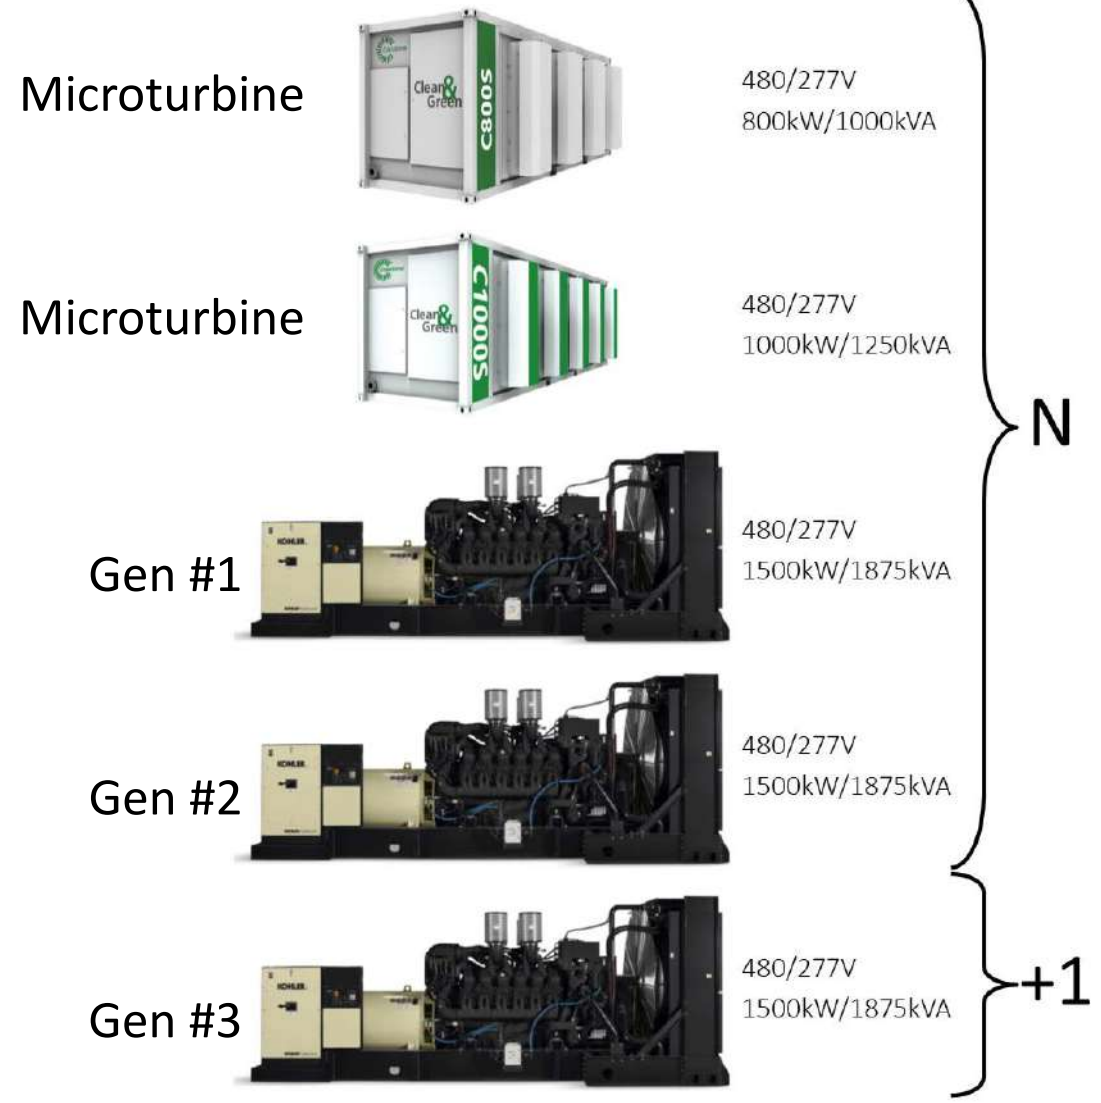 Microturbine
Clean&
Green
C800S
480/277V
800kW/1000kVA
Microturbine
Clean&
Green
C1000S
480/277V
1000kW/1250kVA
N
Gen #1
KOHLER.
480/277V
1500kW/1875kVA
Gen #2
KOHLER.
480/277V
1500kW/1875kVA
Gen #3
KOHLER.
480/277V
1500kW/1875kVA
+1